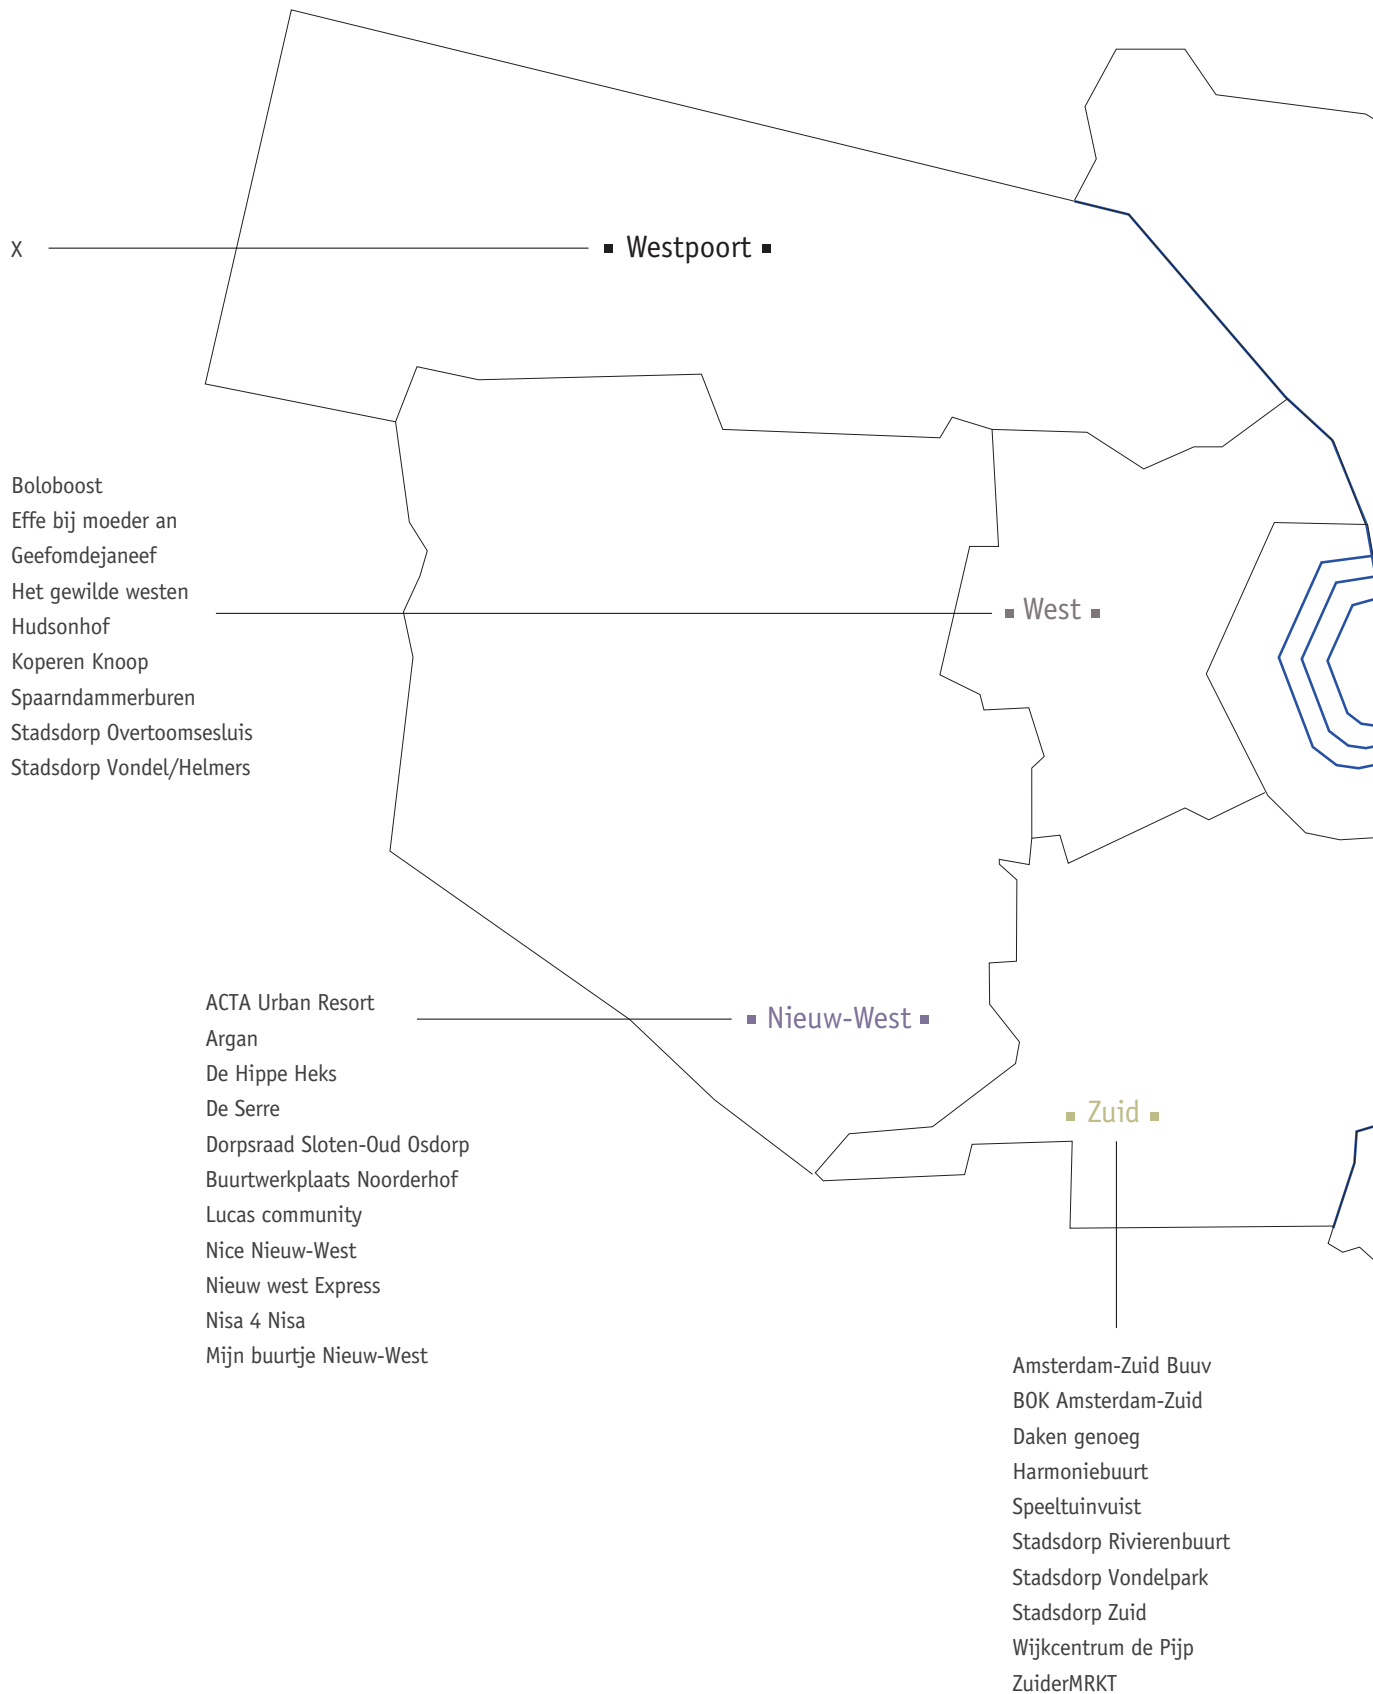 X
Westpoort
Boloboost
Effe bij moeder an
Geefomdejaneef
Het gewilde westen
Hudsonhof
Koperen Knoop
Spaarndammerburen
Stadsdorp Overtoomsesluis
Stadsdorp Vondel/Helmers
West
ACTA Urban Resort
Argan
De Hippe Heks
De Serre
Dorpsraad Sloten-Oud Osdorp
Buurtwerkplaats Noorderhof
Lucas community
Nice Nieuw-West
Nieuw west Express
Nisa 4 Nisa
Mijn buurtje Nieuw-West
Nieuw-West
Zuid
Amsterdam-Zuid Buuv
BOK Amsterdam-Zuid
Daken genoeg
Harmoniebuurt
Speeltuinvuist
Stadsdorp Rivierenbuurt
Stadsdorp Vondelpark
Stadsdorp Zuid
Wijkcentrum de Pijp
ZuiderMRKT